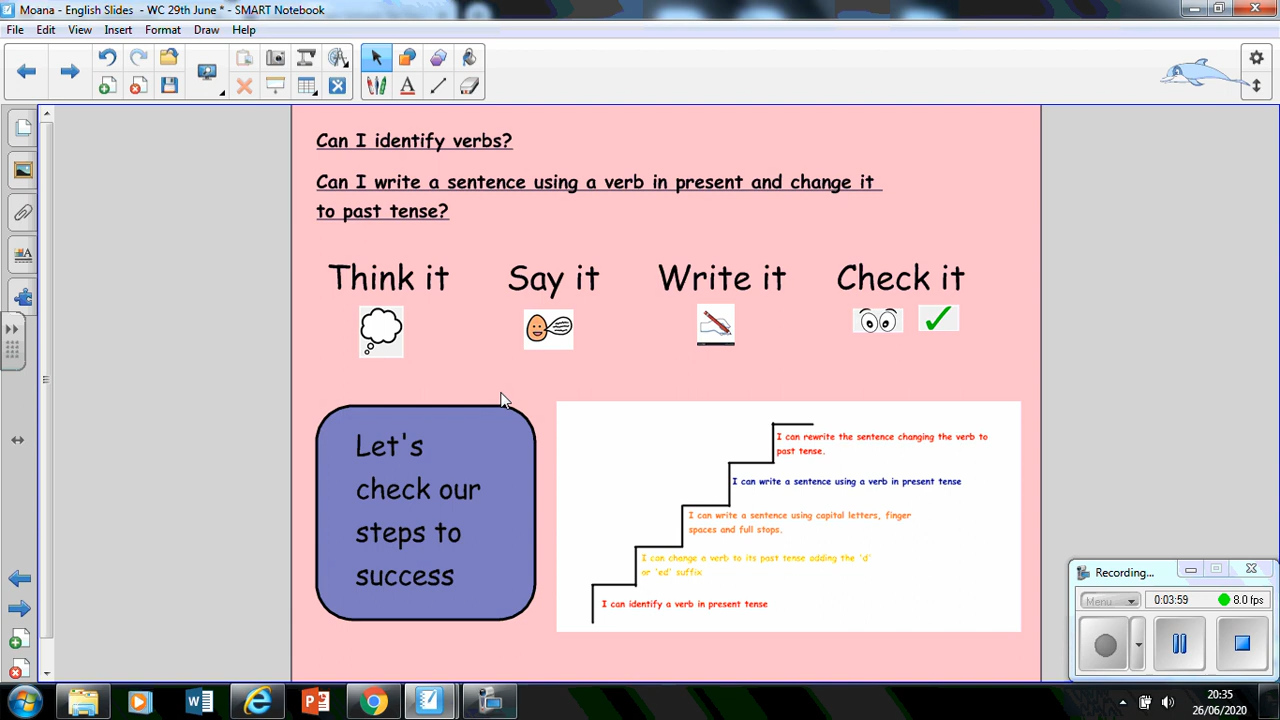 Moana - English Slides - WC 29th June * - SMART Notebook
File Edit View Insert Format Draw Help
Can I identify verbs?
Can I write a sentence using a verb in present and change it
to past tense?
Think it Say it Write it Check it
Let's
check our
steps to
success
I can rewrite the sentence changing the verb to
past tense.
I can write a sentence using a verb in present tense
I can write a sentence using capital letters, finger
spaces and full stops.
I can change a verb to its past tense adding the 'd'
or 'ed' suffix
I can identify a verb in present tense
Recording...
Menu 0:03:59 8.0 fps
20:35
26/06/2020